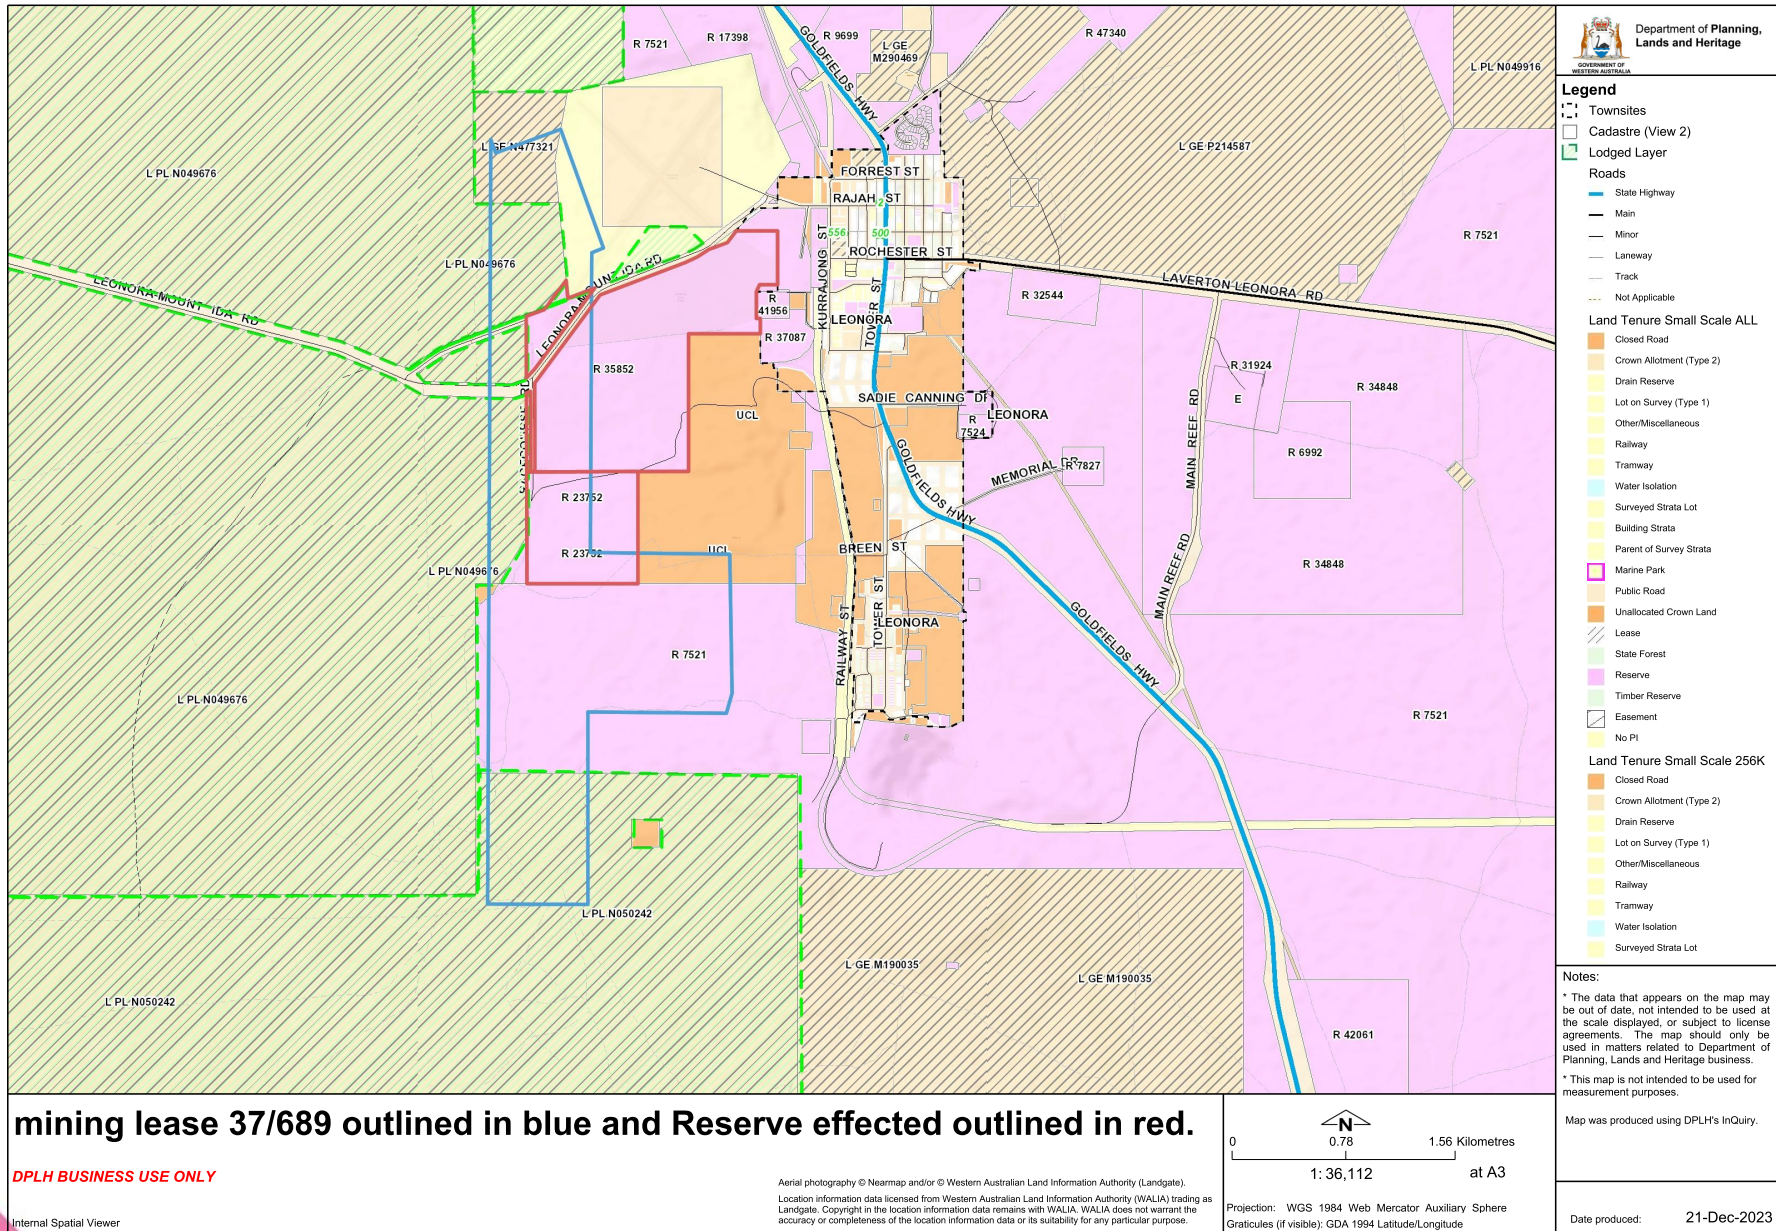 R 7521
R 17398
R 9699
L GE
M290469
R 47340
L PL N049916
GOLDFIELDS HWY
L GE N477321
L GE P214587
L PL N049676
FORREST ST
RAJAH ST
2
556
500
R 7521
KURRAJONG ST
ROCHESTER ST
L PL N049676
LEONORA-MOUNT IDA RD
LEONORA-MOUNT IDA RD
LAVERTON-LEONORA RD
R 32544
R
41956
LEONORA
TOWER ST
R 37087
R 35852
R 31924
R 34848
E
SADIE CANNING DR
LEONORA
R
7524
UCL
MAIN REEF RD
GOLDFIELDS HWY
MEMORIAL DR
R 7827
R 6992
R 23752
R 23752
UCL
BREEN ST
L PL N049676
R 34848
MAIN REEF RD
TOWER ST
LEONORA
RAILWAY ST
GOLDFIELDS HWY
R 7521
L PL N049676
R 7521
L PL N050242
L GE M190035
L GE M190035
L PL N050242
R 42061
GOVERNMENT OF
WESTERN AUSTRALIA
Department of Planning,
Lands and Heritage
Legend
Townsites
Cadastre (View 2)
Lodged Layer
Roads
State Highway
Main
Minor
Laneway
Track
Not Applicable
Land Tenure Small Scale ALL
Closed Road
Crown Allotment (Type 2)
Drain Reserve
Lot on Survey (Type 1)
Other/Miscellaneous
Railway
Tramway
Water Isolation
Surveyed Strata Lot
Building Strata
Parent of Survey Strata
Marine Park
Public Road
Unallocated Crown Land
Lease
State Forest
Reserve
Timber Reserve
Easement
No PI
Land Tenure Small Scale 256K
Closed Road
Crown Allotment (Type 2)
Drain Reserve
Lot on Survey (Type 1)
Other/Miscellaneous
Railway
Tramway
Water Isolation
Surveyed Strata Lot
Notes:
* The data that appears on the map may
be out of date, not intended to be used at
the scale displayed, or subject to license
agreements. The map should only be
used in matters related to Department of
Planning, Lands and Heritage business.
* This map is not intended to be used for
measurement purposes.
Map was produced using DPLH's InQuiry.
Date produced: 21-Dec-2023
mining lease 37/689 outlined in blue and Reserve effected outlined in red.
DPLH BUSINESS USE ONLY
Internal Spatial Viewer
Aerial photography © Nearmap and/or © Western Australian Land Information Authority (Landgate).
Location information data licensed from Western Australian Land Information Authority (WALIA) trading as
Landgate. Copyright in the location information data remains with WALIA. WALIA does not warrant the
accuracy or completeness of the location information data or its suitability for any particular purpose.
N
0 0.78 1.56 Kilometres
1: 36,112 at A3
Projection: WGS 1984 Web Mercator Auxiliary Sphere
Graticules (if visible): GDA 1994 Latitude/Longitude